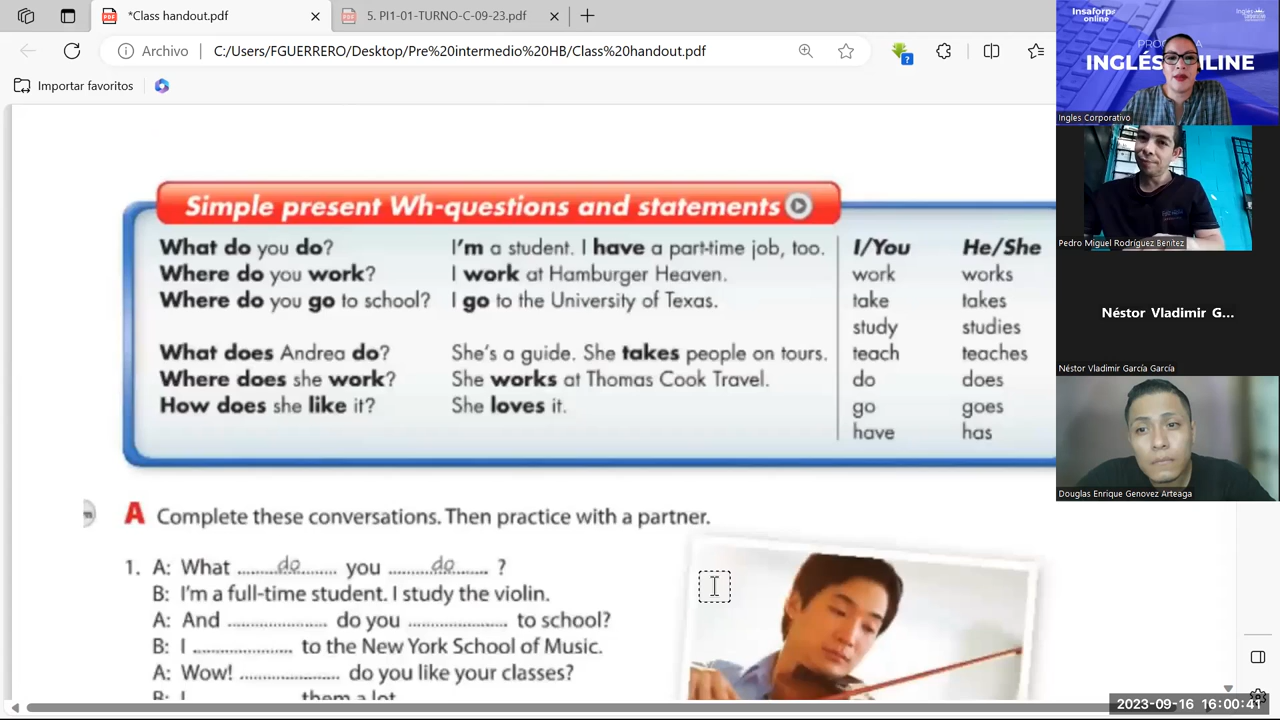 *Class handout.pdf
5. IPI1-01-TURNO-C-09-23.pdf
Archivo
C:/Users/FGUERRERO/Desktop/Pre%20Intermedio%20HB/Class%20handout.pdf
?
Importar favoritos
Simple present Wh-questions and statements
What do you do? I'm a student. I have a part-time job, too. I/You He/She
Where do you work? I work at Hamburger Heaven. work works
Where do you go to school? I go to the University of Texas. take takes
study studies
What does Andrea do? She's a guide. She takes people on tours. teach teaches
Where does she work? She works at Thomas Cook Travel. do does
How does she like it? She loves it. go goes
have has
A Complete these conversations. Then practice with a partner.
1. A: What ....do.... you ....do.... ?
B: I'm a full-time student. I study the violin.
A: And .................... do you .................... to school?
B: I .................... to the New York School of Music.
A: Wow! .................... do you like your classes?
B: I .................... them a lot.
Insaforp online
INGLÉS ONLINE
Ingles Corporativo
Pedro Miguel Rodríguez Benitez
Néstor Vladimir G...
Néstor Vladimir García García
Douglas Enrique Genovez Arteaga
2023-09-16 16:00:41